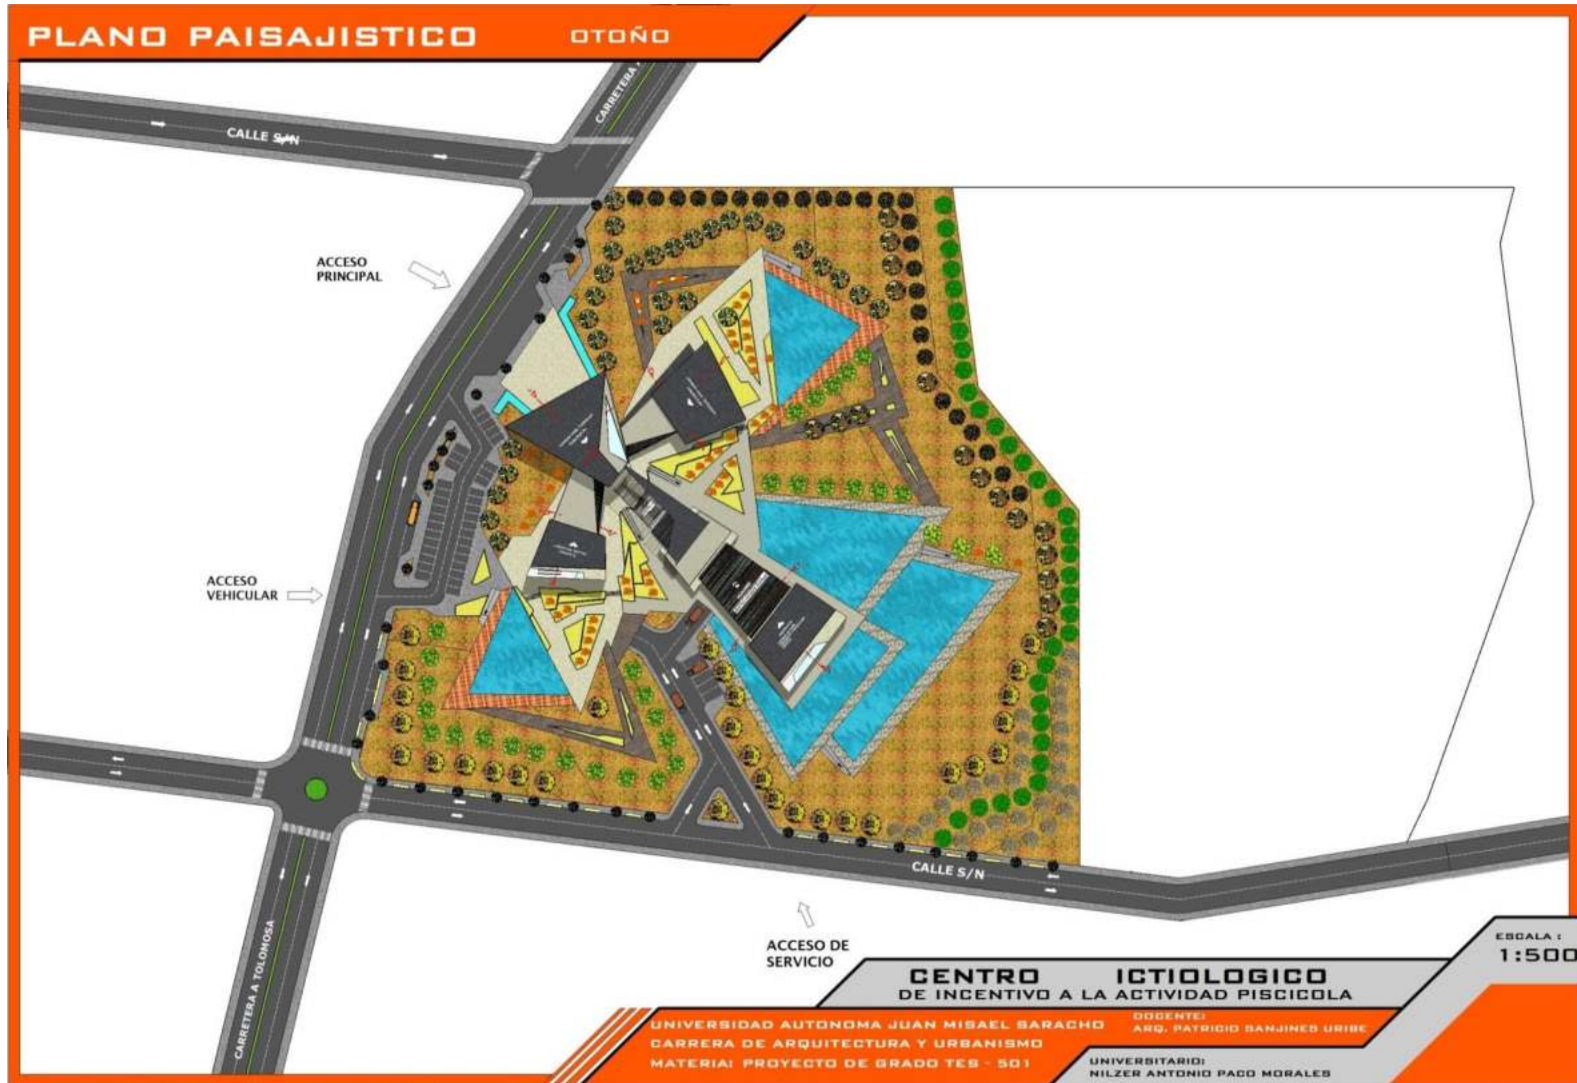 PLANO PAISAJISTICO
OTOÑO
CARRETERA A
CALLE S/N
ACCESO
PRINCIPAL
ACCESO
VEHICULAR
CALLE S/N
ACCESO DE
SERVICIO
CARRETERA A TOLOMOSA
ESCALA :
1:500
CENTRO ICTIOLOGICO
DE INCENTIVO A LA ACTIVIDAD PISCICOLA
UNIVERSIDAD AUTONOMA JUAN MISAEL SARACHO
CARRERA DE ARQUITECTURA Y URBANISMO
MATERIA: PROYECTO DE GRADO TES - 501
DOCENTE:
ARQ. PATRICIO SANJINES URIBE
UNIVERSITARIO:
NILZER ANTONIO PACO MORALES